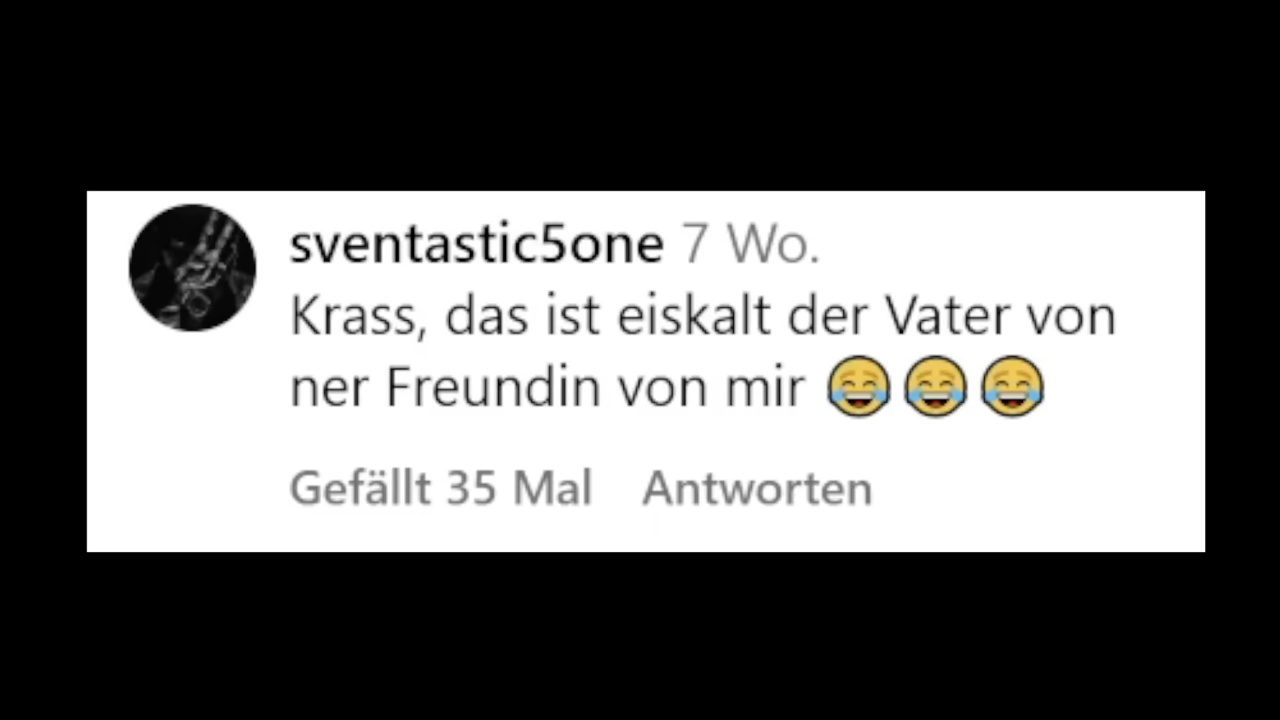 sventastic5one 7 Wo.
Krass, das ist eiskalt der Vater von
ner Freundin von mir 😂😂😂
Gefällt 35 Mal Antworten